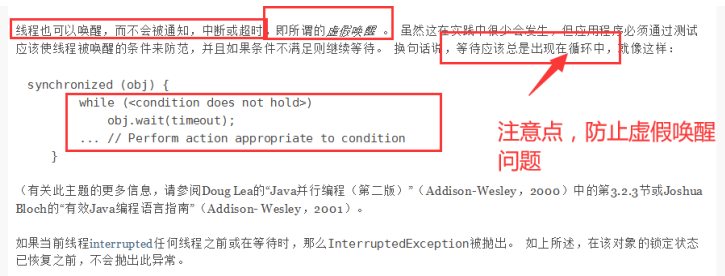 线程也可以唤醒，而不会被通知，中断或超时，即所谓的虚假唤醒 。 虽然这在实践中很少会发生，但应用程序必须通过测试
应该使线程被唤醒的条件来防范，并且如果条件不满足则继续等待。 换句话说，等待应该总是出现在循环中，就像这样：
synchronized (obj) {
while (<condition does not hold>)
obj.wait(timeout);
... // Perform action appropriate to condition
}
注意点，防止虚假唤醒
问题
（有关此主题的更多信息，请参阅Doug Lea的“Java并行编程（第二版）”（Addison-Wesley，2000）中的第3.2.3节或Joshua
Bloch的“有效Java编程语言指南”（Addison- Wesley，2001）。
如果当前线程interrupted任何线程之前或在等待时，那么InterruptedException被抛出。 如上所述，在该对象的锁定状态
已恢复之前，不会抛出此异常。